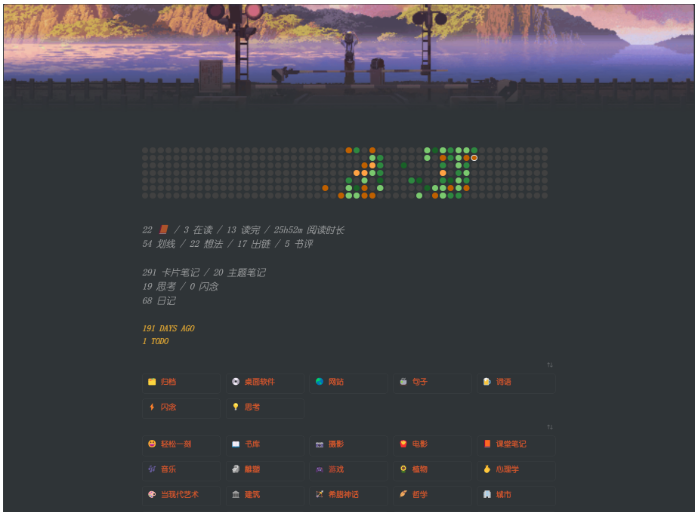 22 📕 / 3 在读 / 13 读完 / 25h52m 阅读时长
54 划线 / 22 想法 / 17 出链 / 5 书评
291 卡片笔记 / 20 主题笔记
19 思考 / 0 闪念
68 日记
191 DAYS AGO
1 TODO
归档 桌面软件 网站 句子 词语
闪念 思考
轻松一刻 书库 摄影 电影 课堂笔记
音乐 游戏 植物 心理学
当现代艺术 建筑 希腊神话 哲学 城市